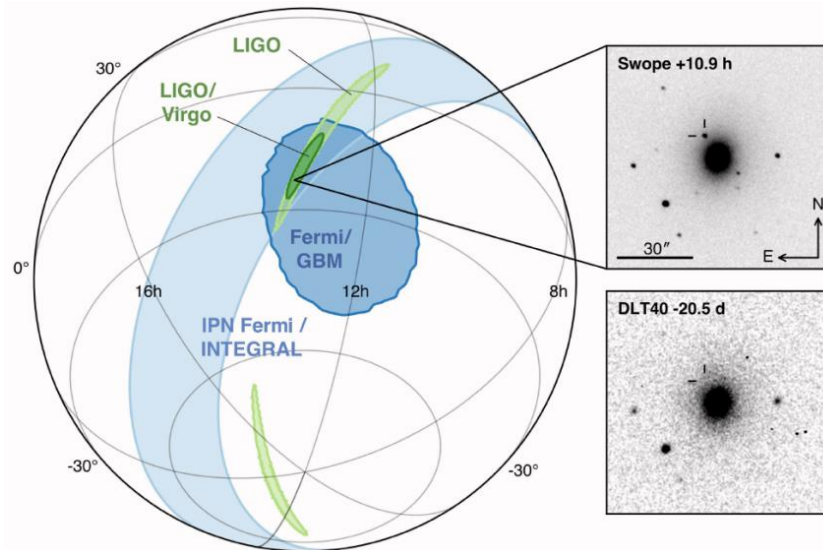 LIGO
30°
LIGO/
Virgo
Fermi/
GBM
0°
16h
12h
8h
IPN Fermi /
INTEGRAL
-30°
-30°
Swope +10.9 h
N
30″
E
DLT40 -20.5 d